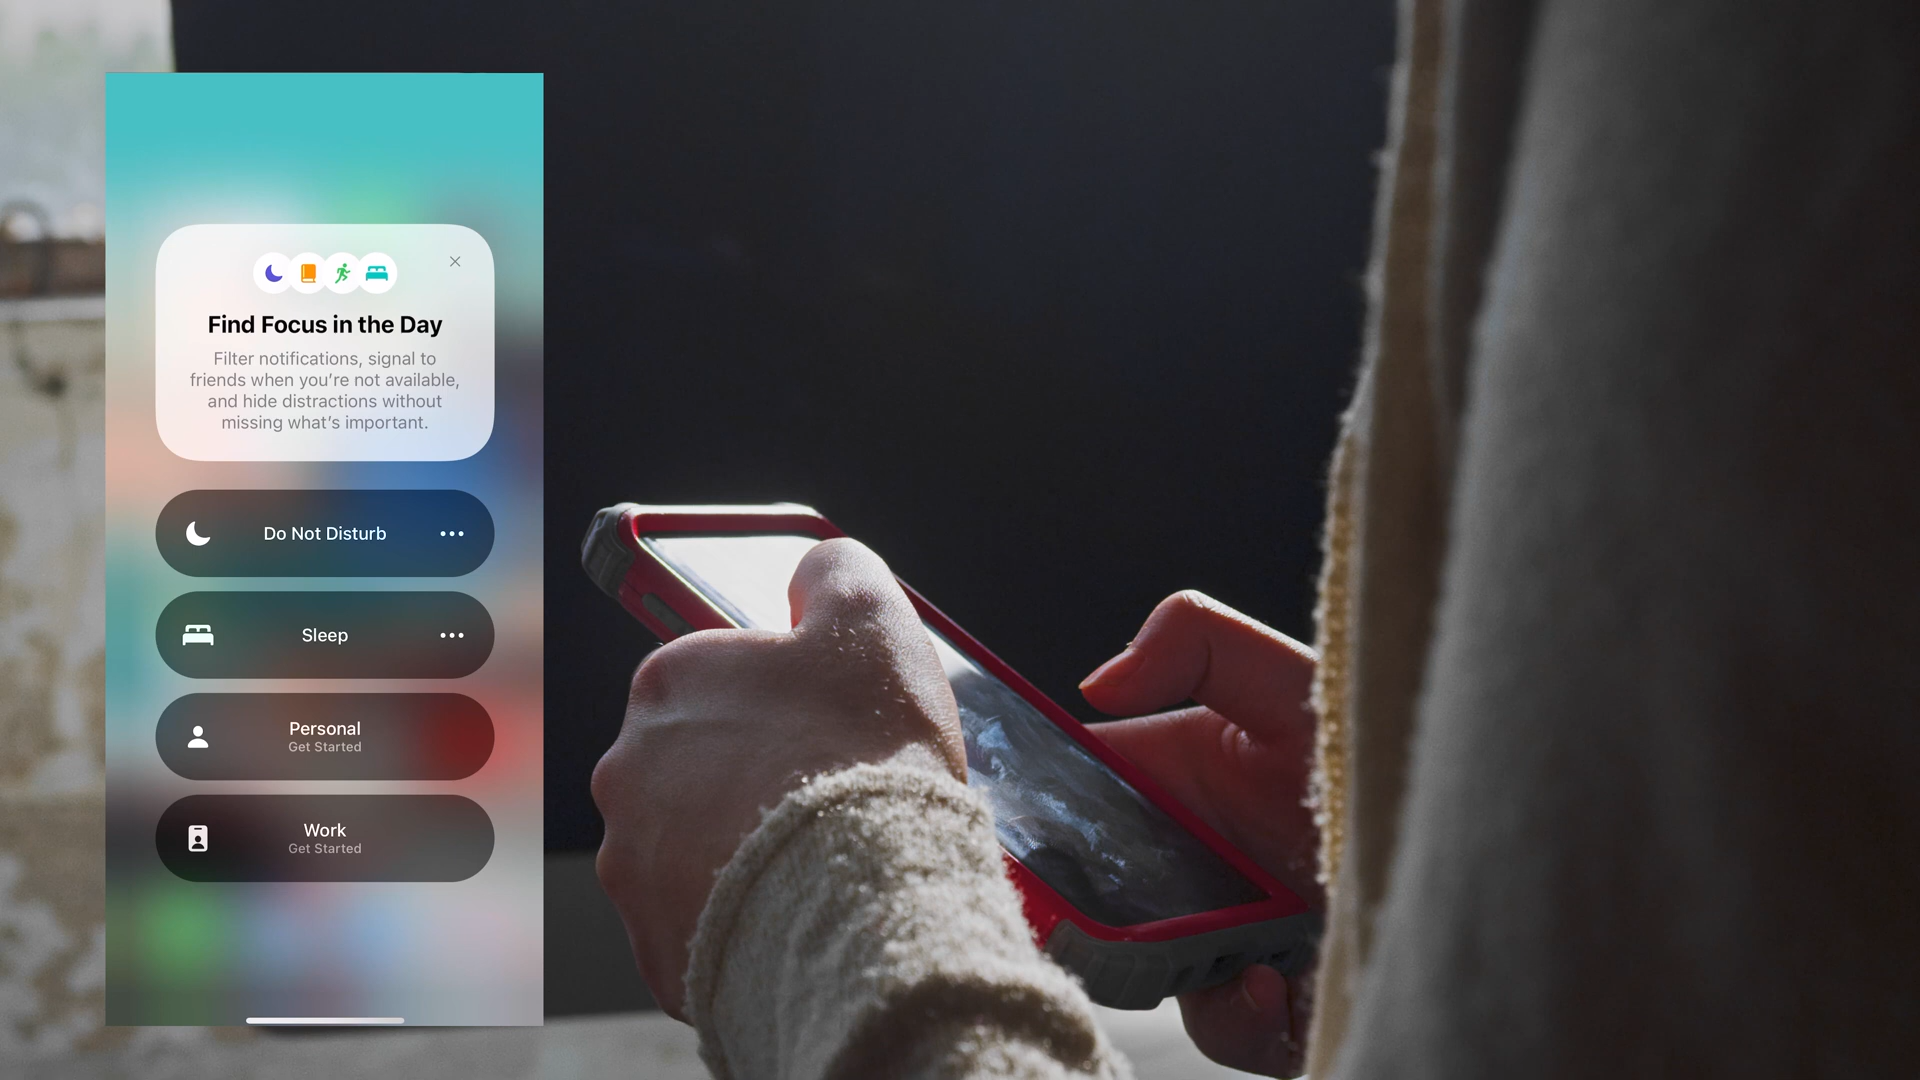 Find Focus in the Day
Filter notifications, signal to
friends when you’re not available,
and hide distractions without
missing what’s important.
Do Not Disturb
Sleep
Personal
Get Started
Work
Get Started